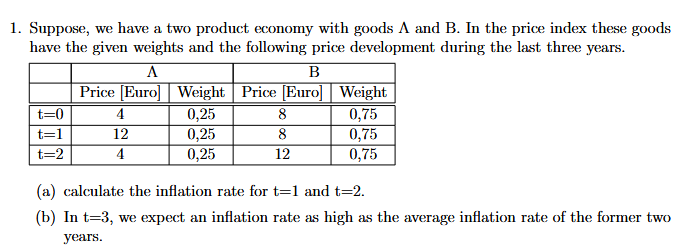 1. Suppose, we have a two product economy with goods A and B. In the price index these goods
have the given weights and the following price development during the last three years.
A B
Price [Euro] Weight Price [Euro] Weight
t=0 4 0,25 8 0,75
t=1 12 0,25 8 0,75
t=2 4 0,25 12 0,75
(a) calculate the inflation rate for t=1 and t=2.
(b) In t=3, we expect an inflation rate as high as the average inflation rate of the former two
years.